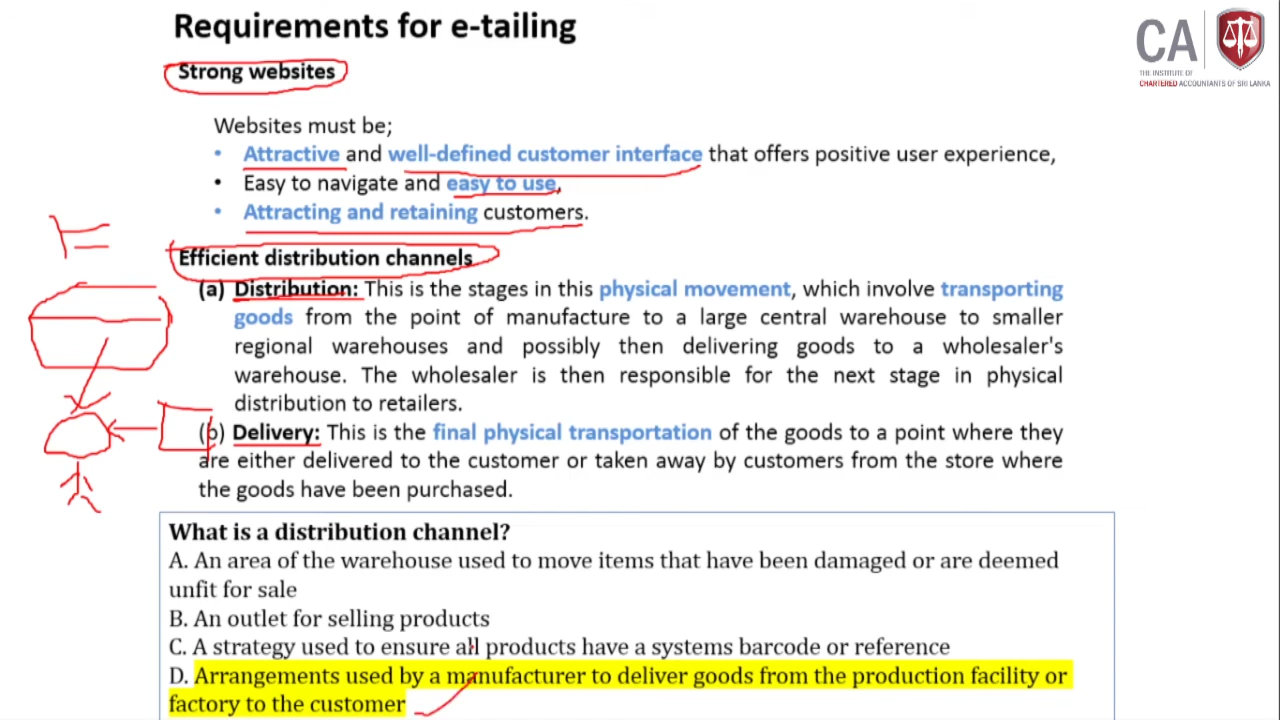 Requirements for e-tailing
CA
THE INSTITUTE OF
CHARTERED ACCOUNTANTS OF SRI LANKA
Strong websites
Websites must be;
• Attractive and well-defined customer interface that offers positive user experience,
• Easy to navigate and easy to use,
• Attracting and retaining customers.
Efficient distribution channels
(a) Distribution: This is the stages in this physical movement, which involve transporting
goods from the point of manufacture to a large central warehouse to smaller
regional warehouses and possibly then delivering goods to a wholesaler's
warehouse. The wholesaler is then responsible for the next stage in physical
distribution to retailers.
(b) Delivery: This is the final physical transportation of the goods to a point where they
are either delivered to the customer or taken away by customers from the store where
the goods have been purchased.
What is a distribution channel?
A. An area of the warehouse used to move items that have been damaged or are deemed
unfit for sale
B. An outlet for selling products
C. A strategy used to ensure all products have a systems barcode or reference
D. Arrangements used by a manufacturer to deliver goods from the production facility or
factory to the customer